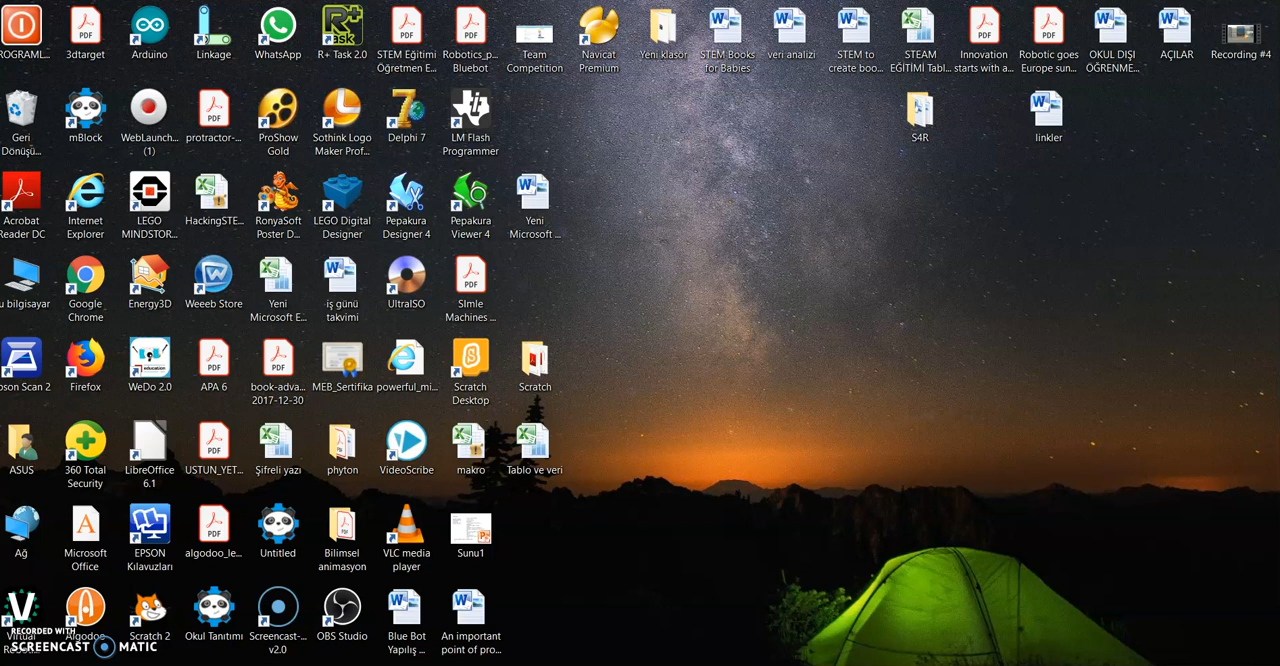 ROGRAML...
3dtarget
Arduino
Linkage
WhatsApp
R+ Task 2.0
STEM Eğitimi
Öğretmen E...
Robotics_p...
Bluebot
Team
Competition
Navicat
Premium
Yeni klasör
STEM Books
for Babies
veri analizi
STEM to
create boo...
STEAM
EĞİTİMİ Tabl...
Innovation
starts with a...
Robotic goes
Europe sun...
OKUL DIŞI
ÖĞRENME...
AÇILAR
Recording #4
Geri
Dönüşü...
mBlock
WebLaunch...
(1)
protractor-...
ProShow
Gold
Sothink Logo
Maker Prof...
Delphi 7
LM Flash
Programmer
S4R
linkler
Acrobat
Reader DC
Internet
Explorer
LEGO
MINDSTOR...
HackingSTE...
RonyaSoft
Poster D...
LEGO Digital
Designer
Pepakura
Designer 4
Pepakura
Viewer 4
Yeni
Microsoft ...
u bilgisayar
Google
Chrome
Energy3D
Weeeb Store
Yeni
Microsoft E...
iş günü
takvimi
UltraISO
SImle
Machines ...
pson Scan 2
Firefox
WeDo 2.0
APA 6
book-adva...
2017-12-30
MEB_Sertifika
powerful_mi...
Scratch
Desktop
Scratch
ASUS
360 Total
Security
LibreOffice
6.1
USTUN_YET...
Şifreli yazı
phyton
VideoScribe
makro
Tablo ve veri
Ağ
Microsoft
Office
EPSON
Kılavuzları
algodoo_le...
Untitled
Bilimsel
animasyon
VLC media
player
Sunu1
Virtual
Algodoo
Scratch 2
Okul Tanıtımı
Screencast-...
v2.0
OBS Studio
Blue Bot
Yapılış ...
An important
point of pro...
RECORDED WITH
SCREENCAST MATIC